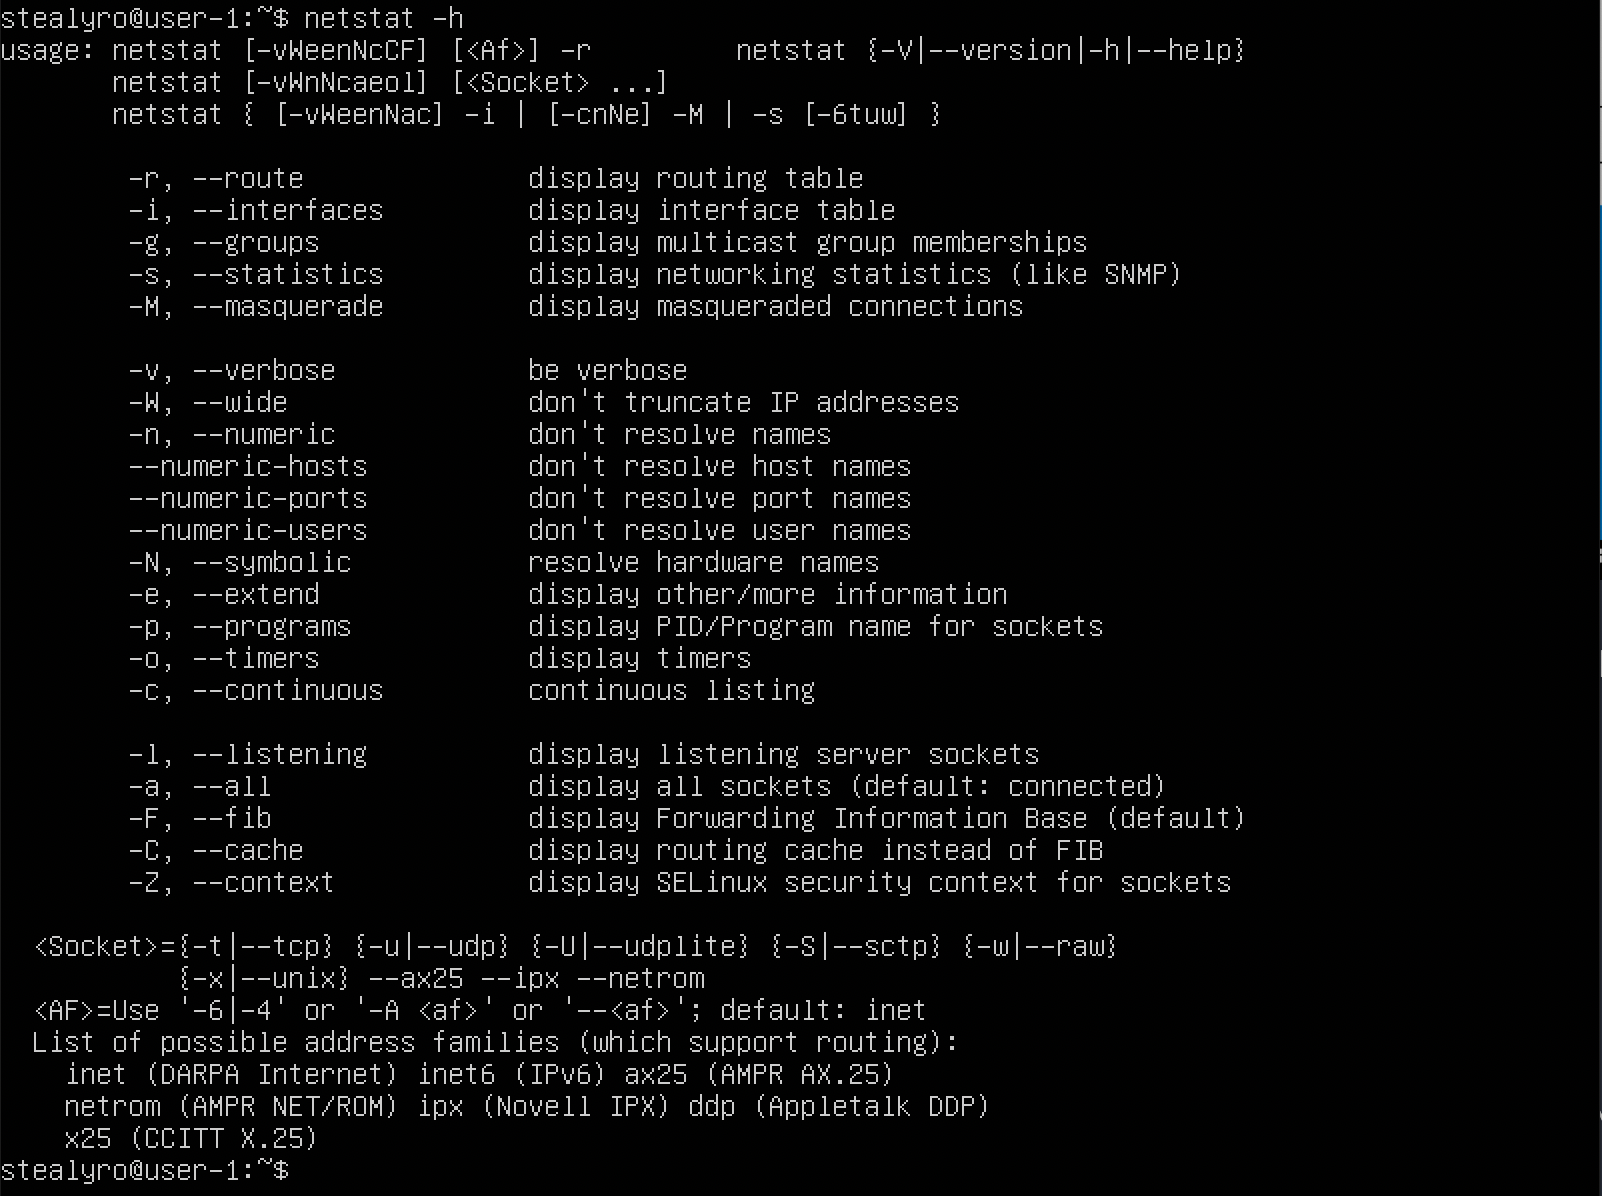 stealyro@user-1:~$ netstat -h
usage: netstat [-vWeenNcCF] [<Af>] -r         netstat {-V|--version|-h|--help}
       netstat [-vWnNcaeol] [<Socket> ...]
       netstat { [-vWeenNac] -i | [-cnNe] -M | -s [-6tuw] }

        -r, --route              display routing table
        -i, --interfaces         display interface table
        -g, --groups             display multicast group memberships
        -s, --statistics         display networking statistics (like SNMP)
        -M, --masquerade         display masqueraded connections

        -v, --verbose            be verbose
        -W, --wide               don't truncate IP addresses
        -n, --numeric            don't resolve names
        --numeric-hosts          don't resolve host names
        --numeric-ports          don't resolve port names
        --numeric-users          don't resolve user names
        -N, --symbolic           resolve hardware names
        -e, --extend             display other/more information
        -p, --programs           display PID/Program name for sockets
        -o, --timers             display timers
        -c, --continuous         continuous listing

        -l, --listening          display listening server sockets
        -a, --all                display all sockets (default: connected)
        -F, --fib                display Forwarding Information Base (default)
        -C, --cache              display routing cache instead of FIB
        -Z, --context            display SELinux security context for sockets

  <Socket>={-t|--tcp} {-u|--udp} {-U|--udplite} {-S|--sctp} {-w|--raw}
           {-x|--unix} --ax25 --ipx --netrom
  <AF>=Use '-6|-4' or '-A <af>' or '--<af>'; default: inet
  List of possible address families (which support routing):
    inet (DARPA Internet) inet6 (IPv6) ax25 (AMPR AX.25)
    netrom (AMPR NET/ROM) ipx (Novell IPX) ddp (Appletalk DDP)
    x25 (CCITT X.25)
stealyro@user-1:~$